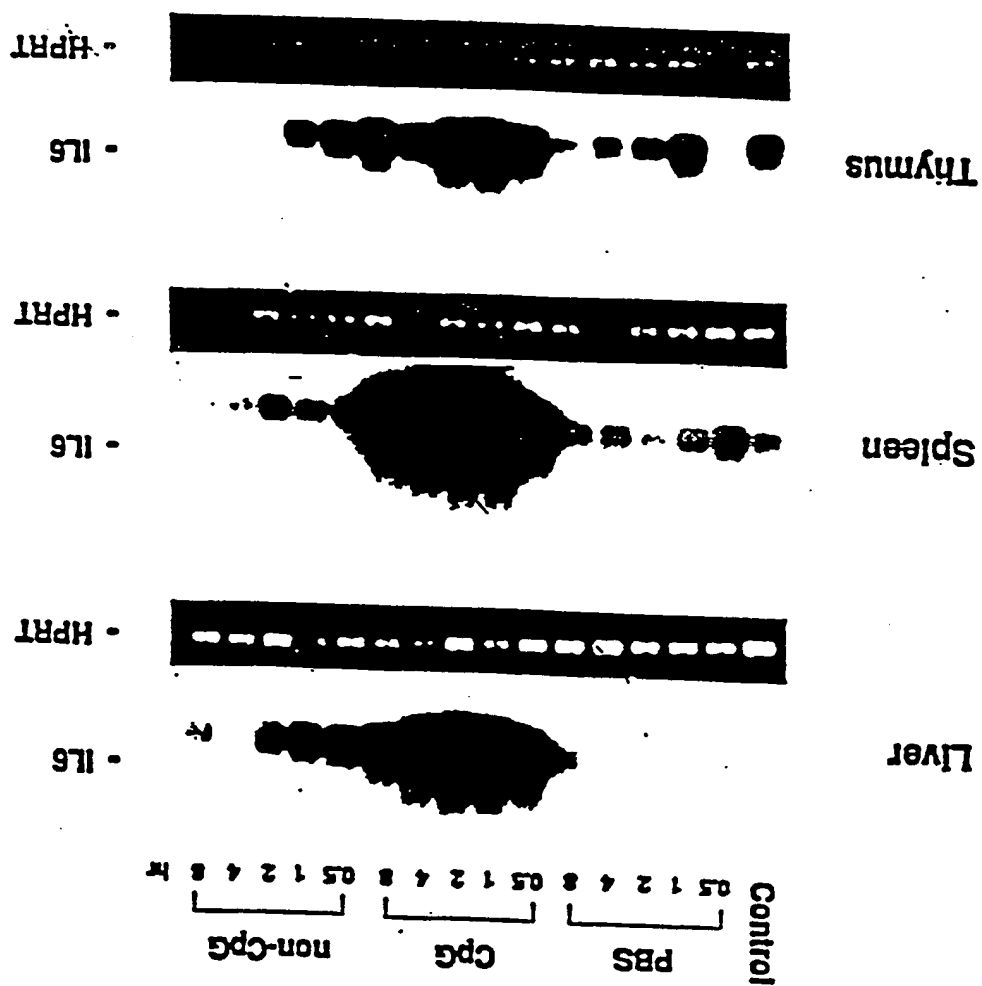 Control PBS CpG non-CpG
0.5 1 2 4 8 0.5 1 2 4 8 0.5 1 2 4 8 hr
Liver - IL6
- HPRT
Spleen - IL6
- HPRT
Thymus - IL6
- HPRT